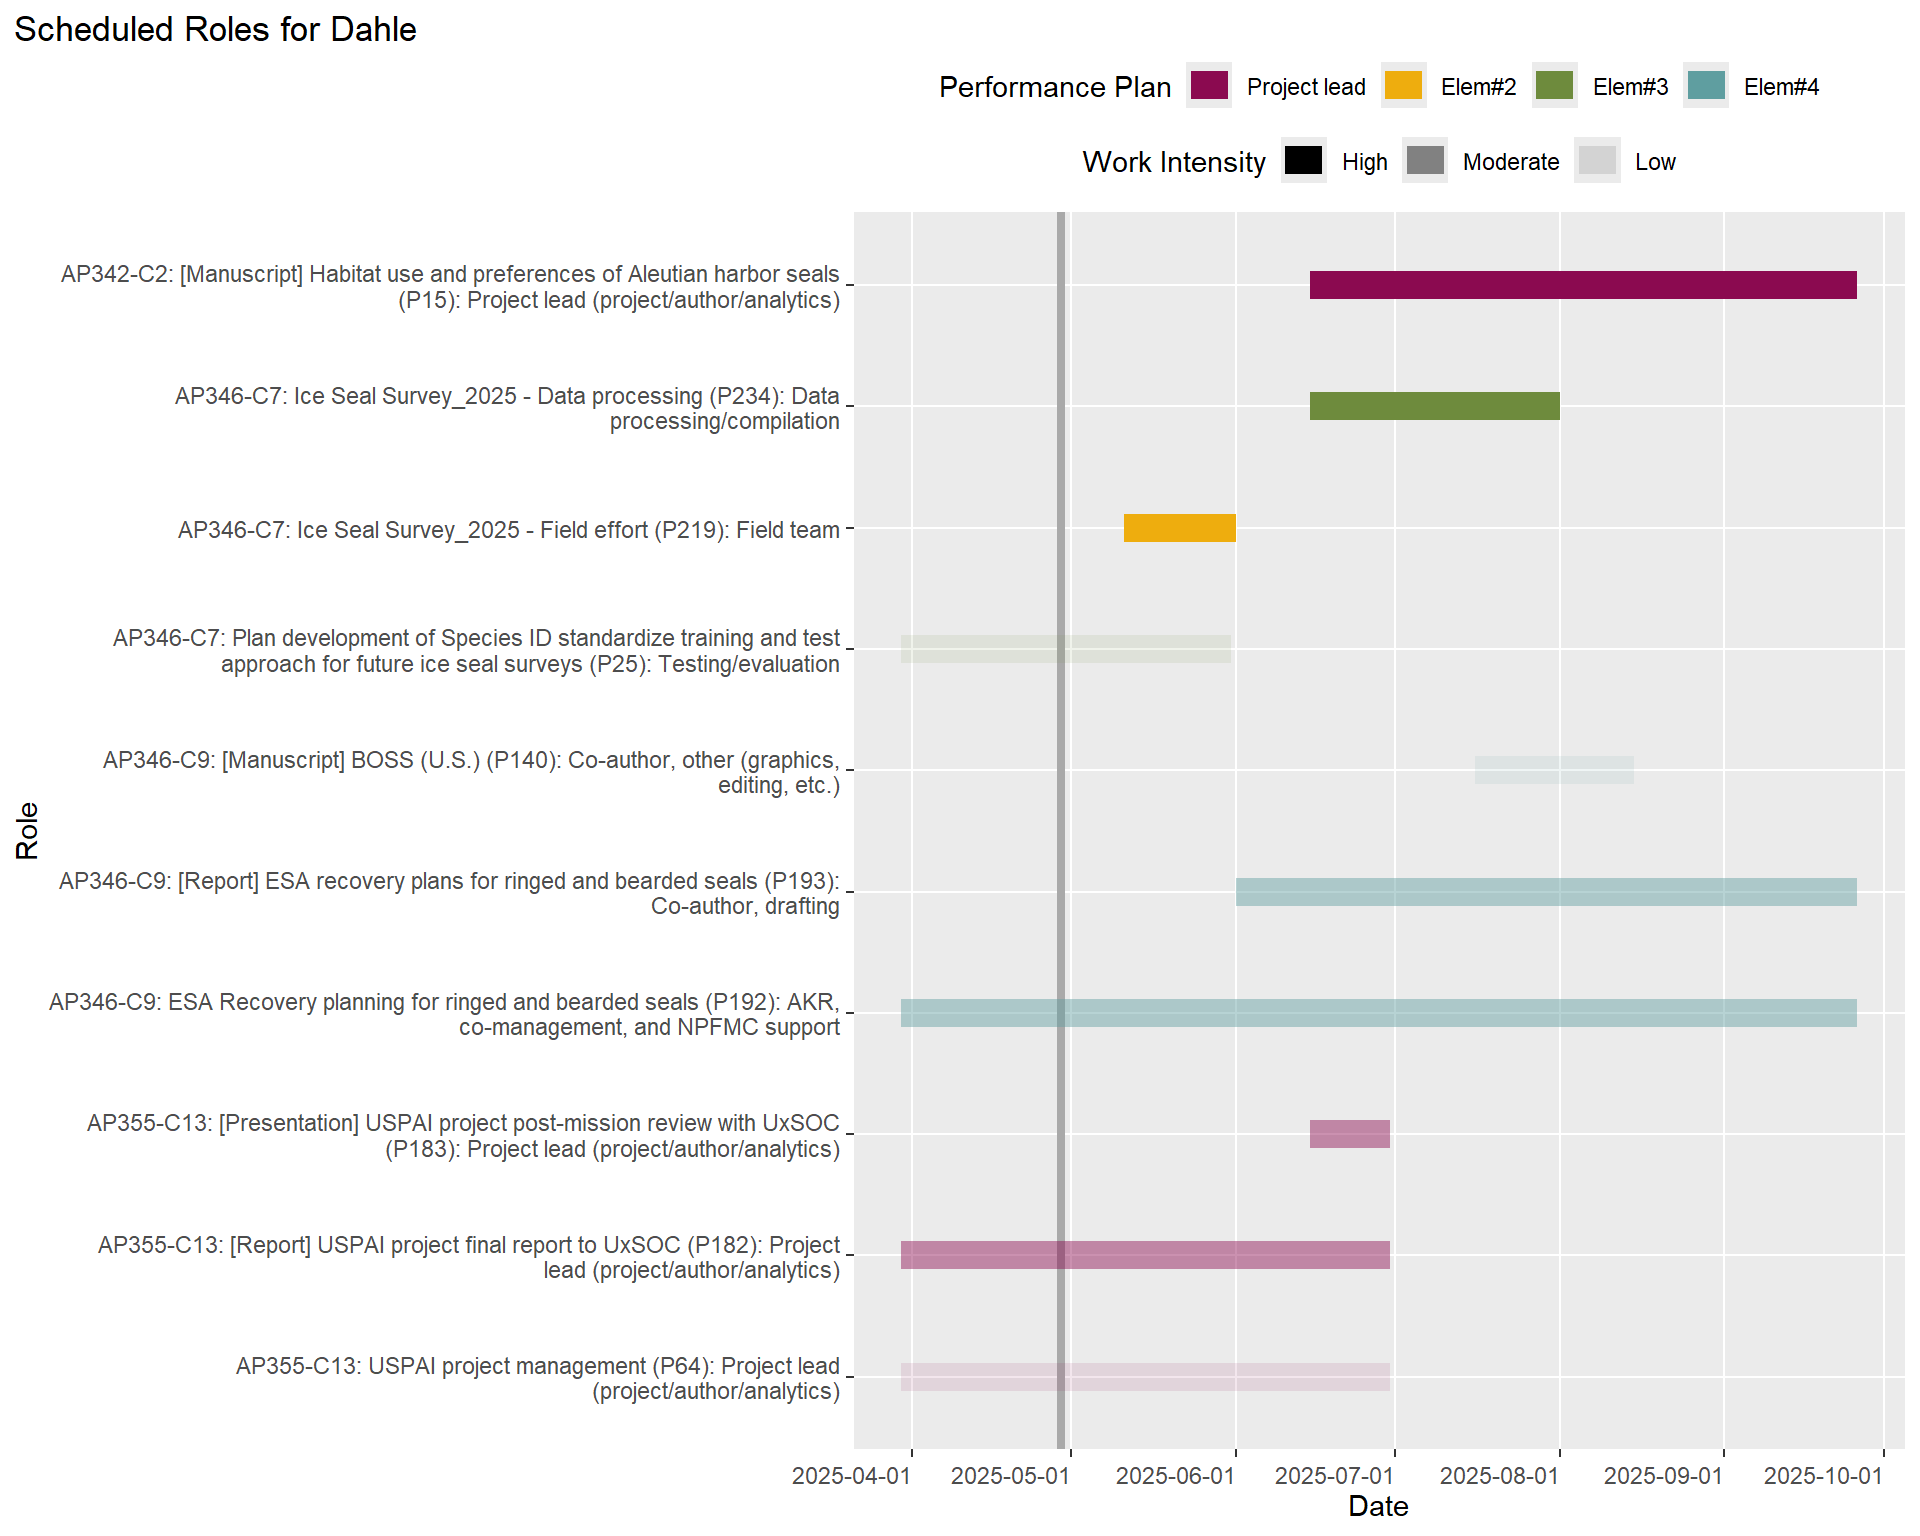 Scheduled Roles for Dahle
Performance Plan Project lead Elem#2 Elem#3 Elem#4
Work Intensity High Moderate Low
AP342-C2: [Manuscript] Habitat use and preferences of Aleutian harbor seals
(P15): Project lead (project/author/analytics)
AP346-C7: Ice Seal Survey_2025 - Data processing (P234): Data
processing/compilation
AP346-C7: Ice Seal Survey_2025 - Field effort (P219): Field team
AP346-C7: Plan development of Species ID standardize training and test
approach for future ice seal surveys (P25): Testing/evaluation
AP346-C9: [Manuscript] BOSS (U.S.) (P140): Co-author, other (graphics,
editing, etc.)
Role
AP346-C9: [Report] ESA recovery plans for ringed and bearded seals (P193):
Co-author, drafting
AP346-C9: ESA Recovery planning for ringed and bearded seals (P192): AKR,
co-management, and NPFMC support
AP355-C13: [Presentation] USPAI project post-mission review with UxSOC
(P183): Project lead (project/author/analytics)
AP355-C13: [Report] USPAI project final report to UxSOC (P182): Project
lead (project/author/analytics)
AP355-C13: USPAI project management (P64): Project lead
(project/author/analytics)
2025-04-01 2025-05-01 2025-06-01 2025-07-01 2025-08-01 2025-09-01 2025-10-01
Date